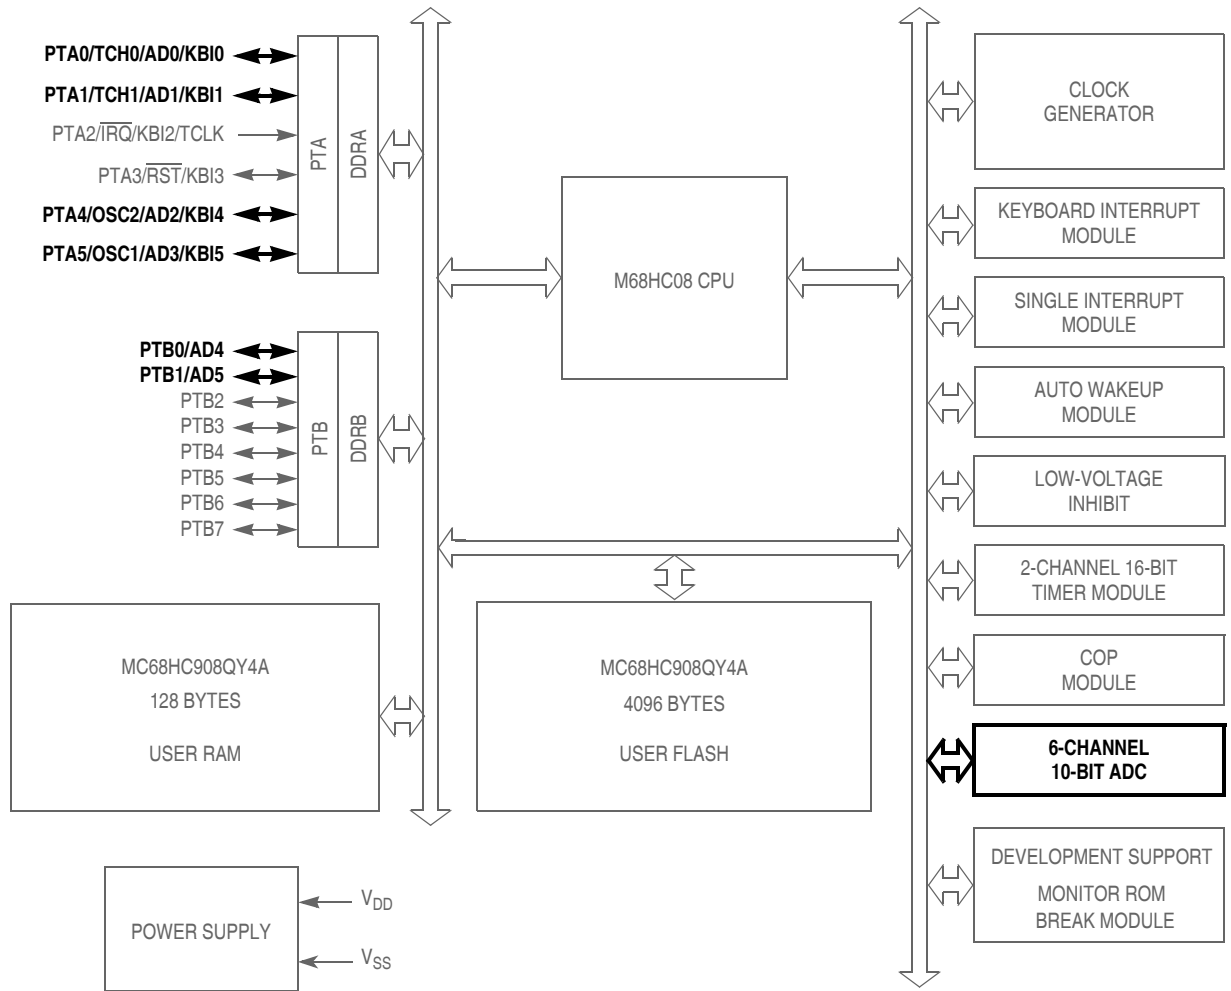 PTA0/TCH0/AD0/KBI0
PTA1/TCH1/AD1/KBI1
PTA2/I̅R̅Q̅/KBI2/TCLK
PTA3/R̅S̅T̅/KBI3
PTA4/OSC2/AD2/KBI4
PTA5/OSC1/AD3/KBI5
PTA
DDRA
PTB0/AD4
PTB1/AD5
PTB2
PTB3
PTB4
PTB5
PTB6
PTB7
PTB
DDRB
M68HC08 CPU
MC68HC908QY4A
128 BYTES
USER RAM
MC68HC908QY4A
4096 BYTES
USER FLASH
POWER SUPPLY
VDD
VSS
CLOCK
GENERATOR
KEYBOARD INTERRUPT
MODULE
SINGLE INTERRUPT
MODULE
AUTO WAKEUP
MODULE
LOW-VOLTAGE
INHIBIT
2-CHANNEL 16-BIT
TIMER MODULE
COP
MODULE
6-CHANNEL
10-BIT ADC
DEVELOPMENT SUPPORT
MONITOR ROM
BREAK MODULE